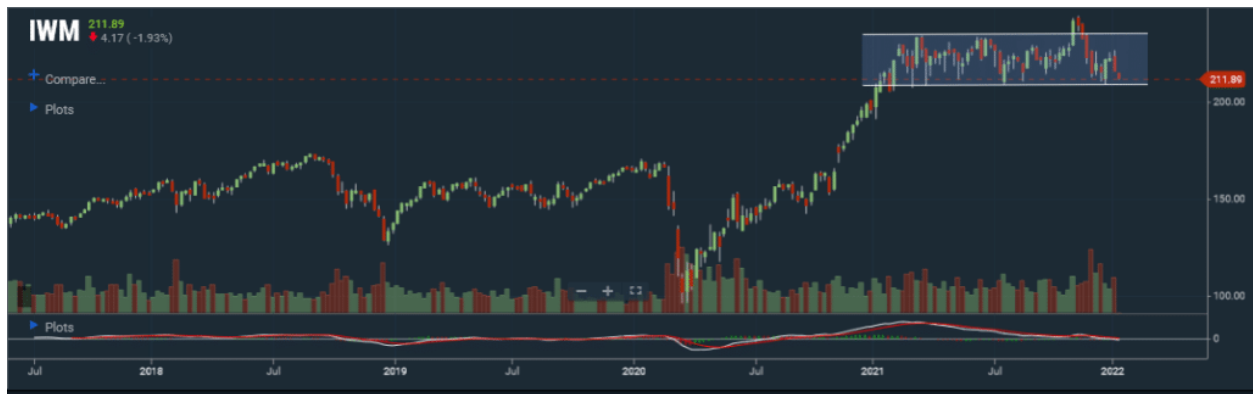 IWM 211.89
4.17 ( -1.93%)
Compare...
211.89
200.00
Plots
150.00
100.00
Plots
0
Jul 2018 Jul 2019 Jul 2020 Jul 2021 Jul 2022